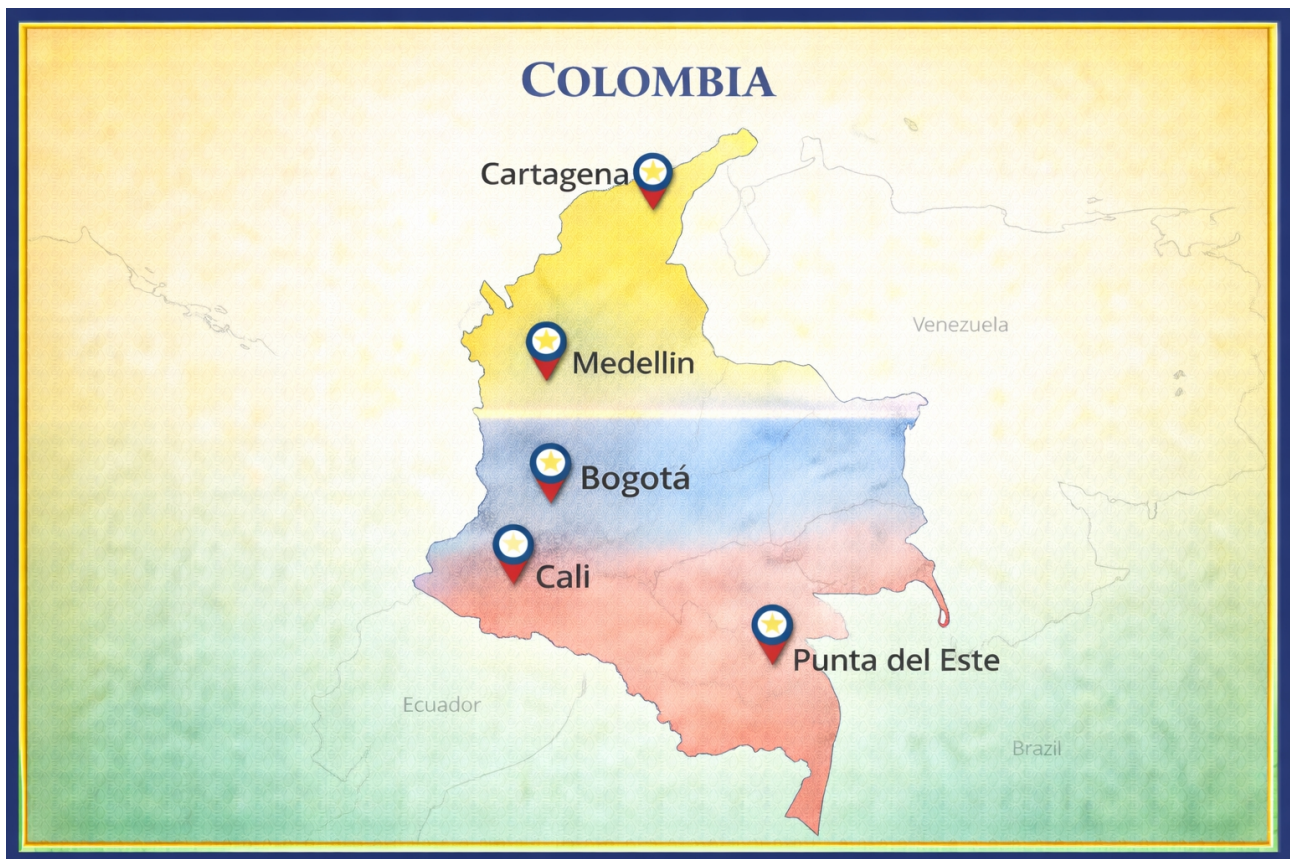 COLOMBIA
Cartagena
Venezuela
Medellin
Bogotá
Cali
Punta del Este
Ecuador
Brazil